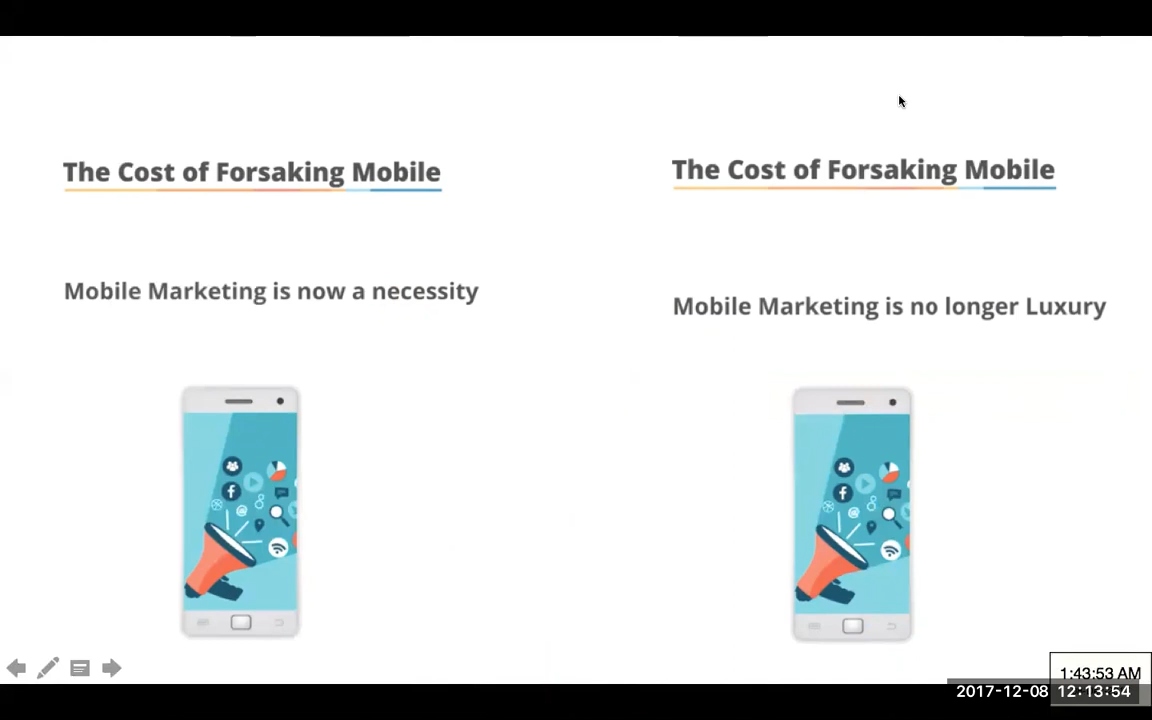 The Cost of Forsaking Mobile
Mobile Marketing is now a necessity
The Cost of Forsaking Mobile
Mobile Marketing is no longer Luxury
1:43:53 AM
2017-12-08 12:13:54